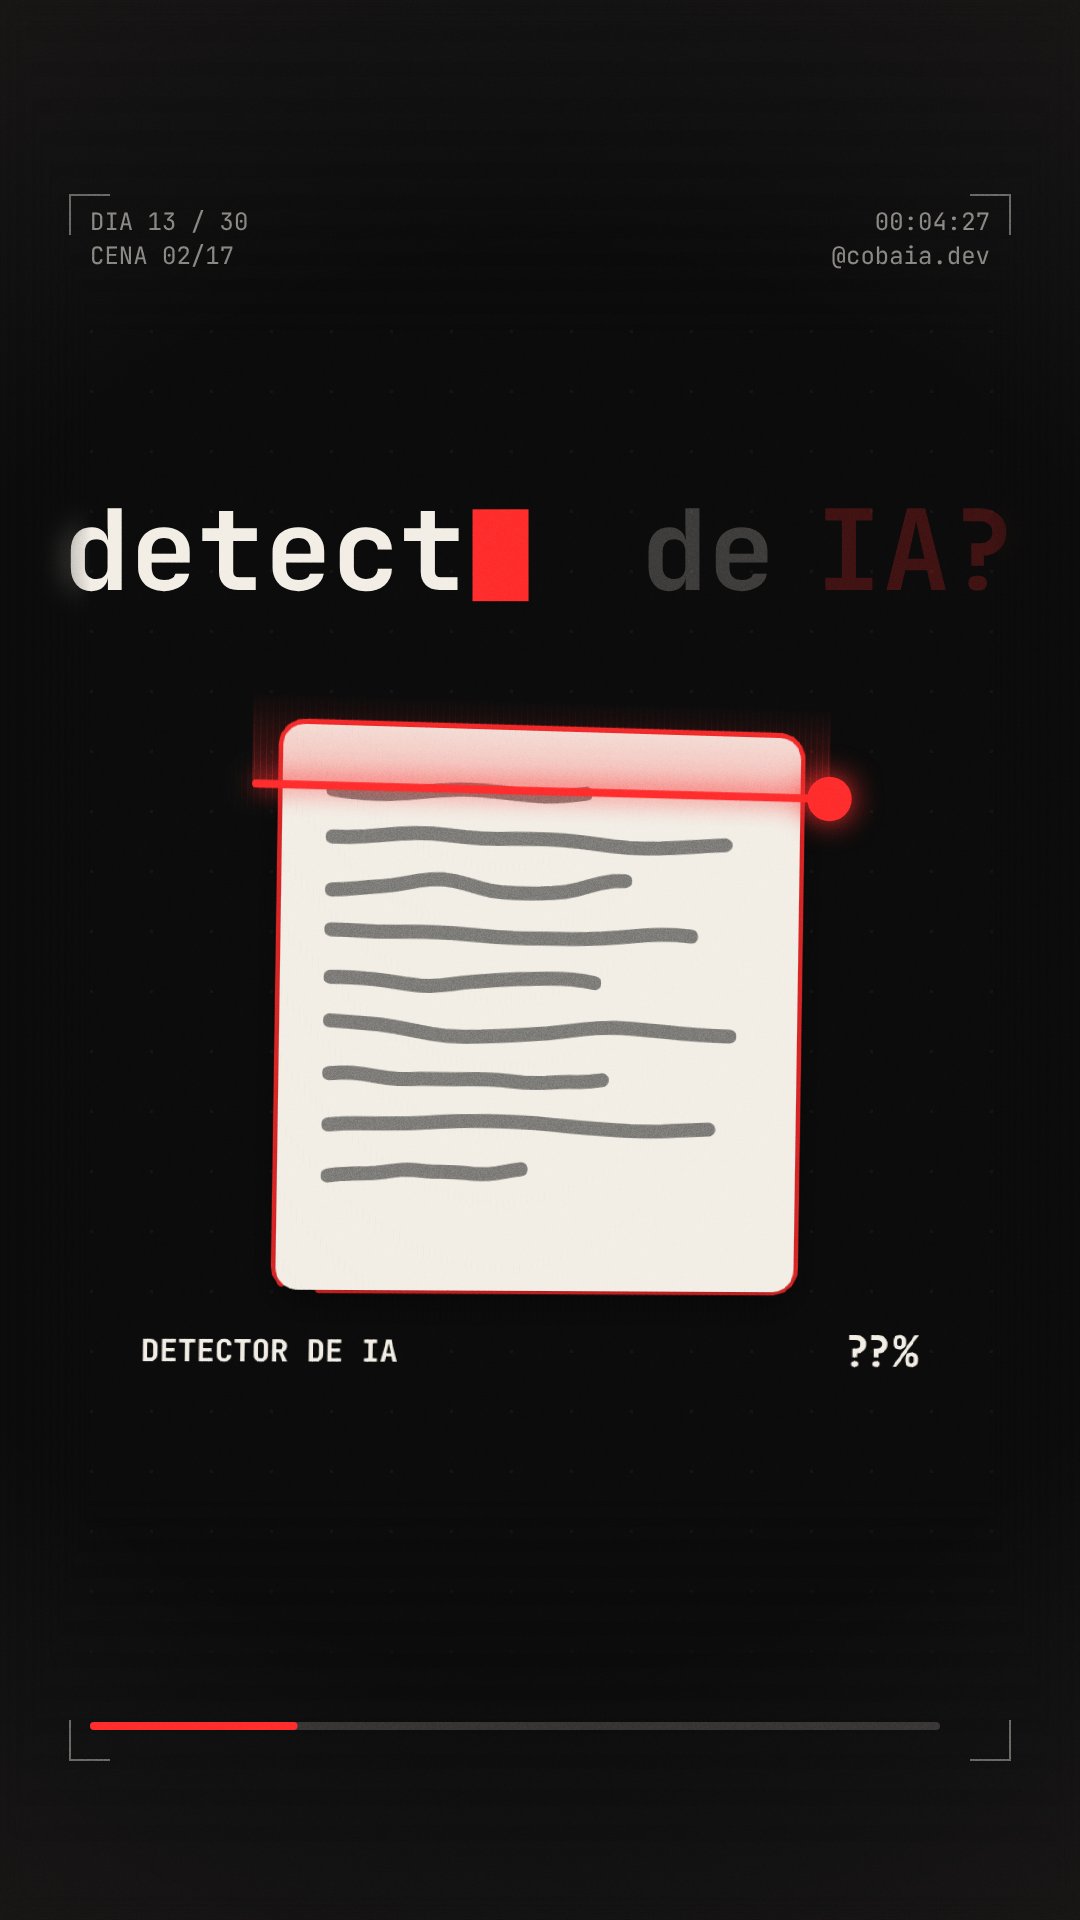 DIA 13 / 30
CENA 02/17
00:04:27
@cobaia.dev
detect de IA?
DETECTOR DE IA
??%